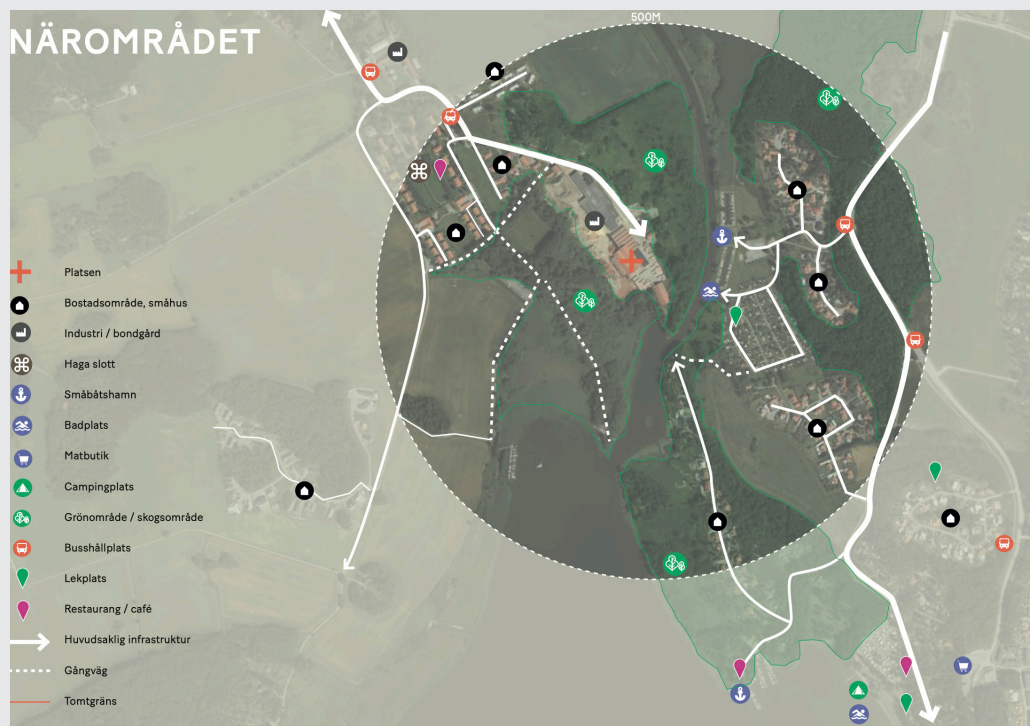 NÄROMRÅDET
500M
Platsen
Bostadsområde, småhus
Industri / bondgård
Haga slott
Småbåtshamn
Badplats
Matbutik
Campingplats
Grönområde / skogsområde
Busshållplats
Lekplats
Restaurang / café
Huvudsaklig infrastruktur
Gångväg
Tomtgräns